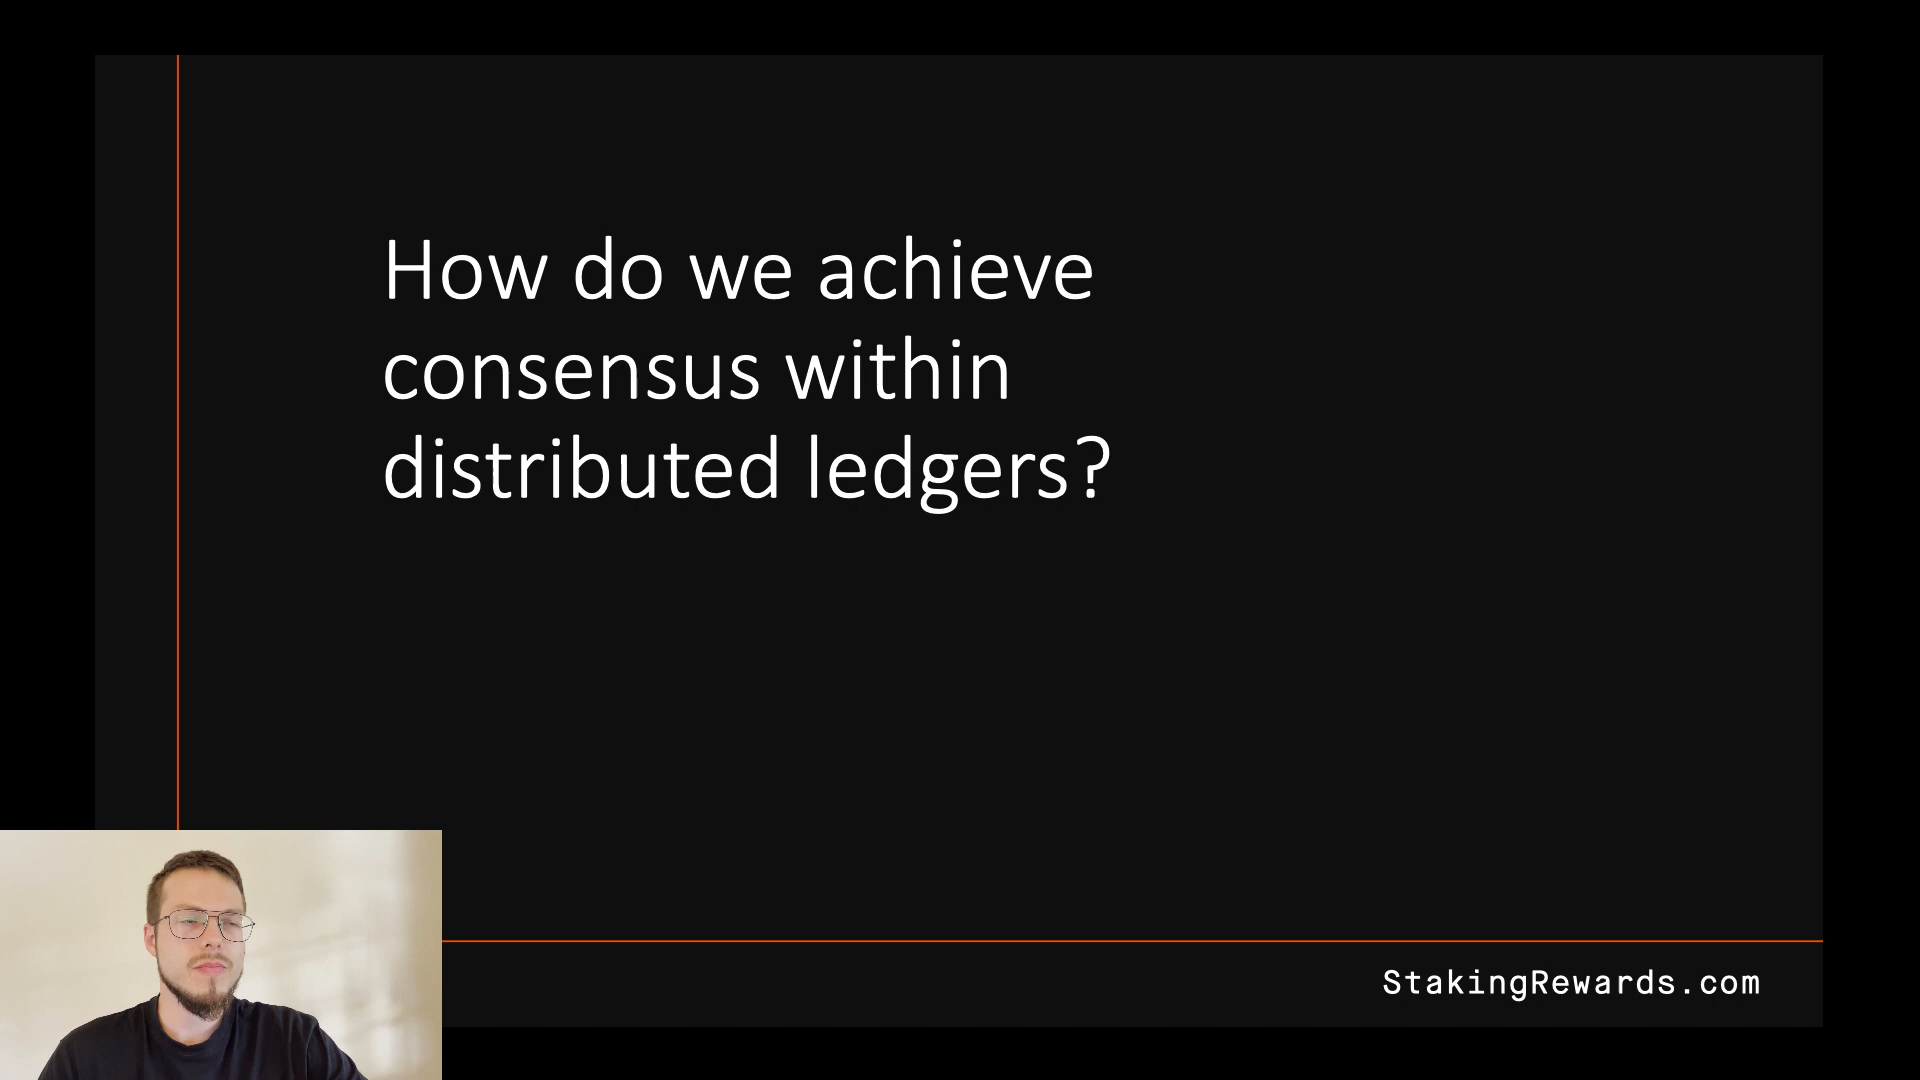 How do we achieve
consensus within
distributed ledgers?
StakingRewards.com